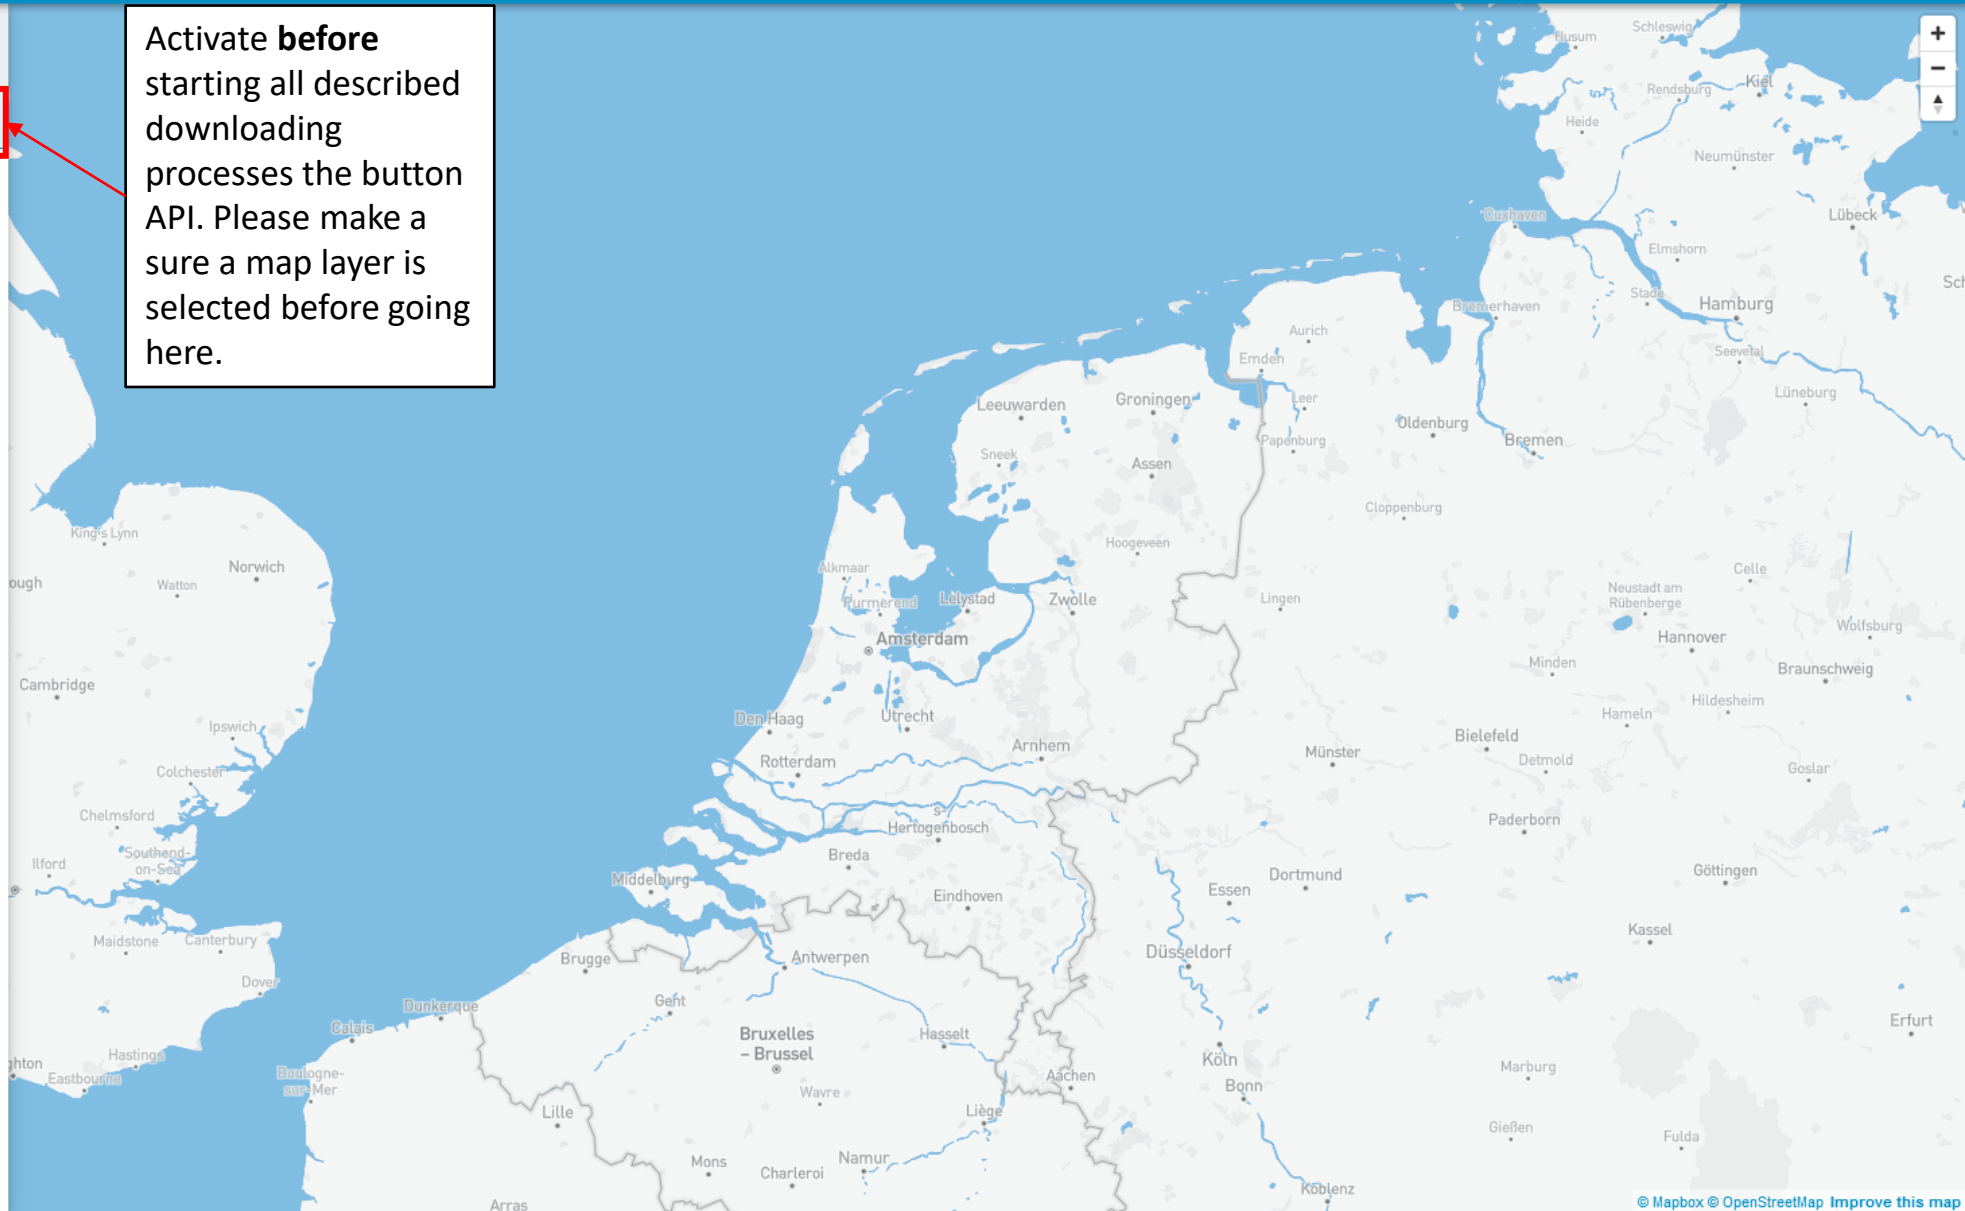 Activate before
starting all described
downloading
processes the button
API. Please make a
sure a map layer is
selected before going
here.
+
−
Husum
Schleswig
Rendsburg
Kiel
Heide
Neumünster
Cuxhaven
Lübeck
Elmshorn
Sch
Bremerhaven
Stade
Hamburg
Aurich
Emden
Seevetal
Leeuwarden
Groningen
Leer
Lüneburg
Oldenburg
Papenburg
Bremen
Sneek
Assen
Cloppenburg
King's Lynn
Hoogeveen
Norwich
ough
Watton
Alkmaar
Celle
Purmerend
Lelystad
Zwolle
Lingen
Neustadt am
Rübenberge
Wolfsburg
Amsterdam
Hannover
Minden
Braunschweig
Cambridge
Hildesheim
Ipswich
Den Haag
Utrecht
Hameln
Arnhem
Bielefeld
Münster
Rotterdam
Detmold
Colchester
Goslar
Chelmsford
s-
Hertogenbosch
Paderborn
Ilford
Southend-
on-Sea
Breda
Middelburg
Göttingen
Dortmund
Essen
Eindhoven
Kassel
Maidstone
Canterbury
Brugge
Antwerpen
Düsseldorf
Dover
Dunkerque
Gent
Calais
Erfurt
Bruxelles
– Brussel
Hasselt
ghton
Hastings
Eastbourne
Köln
Boulogne-
sur-Mer
Aachen
Marburg
Bonn
Wavre
Lille
Liège
Gießen
Fulda
Mons
Charleroi
Namur
Koblenz
Arras
© Mapbox © OpenStreetMap Improve this map